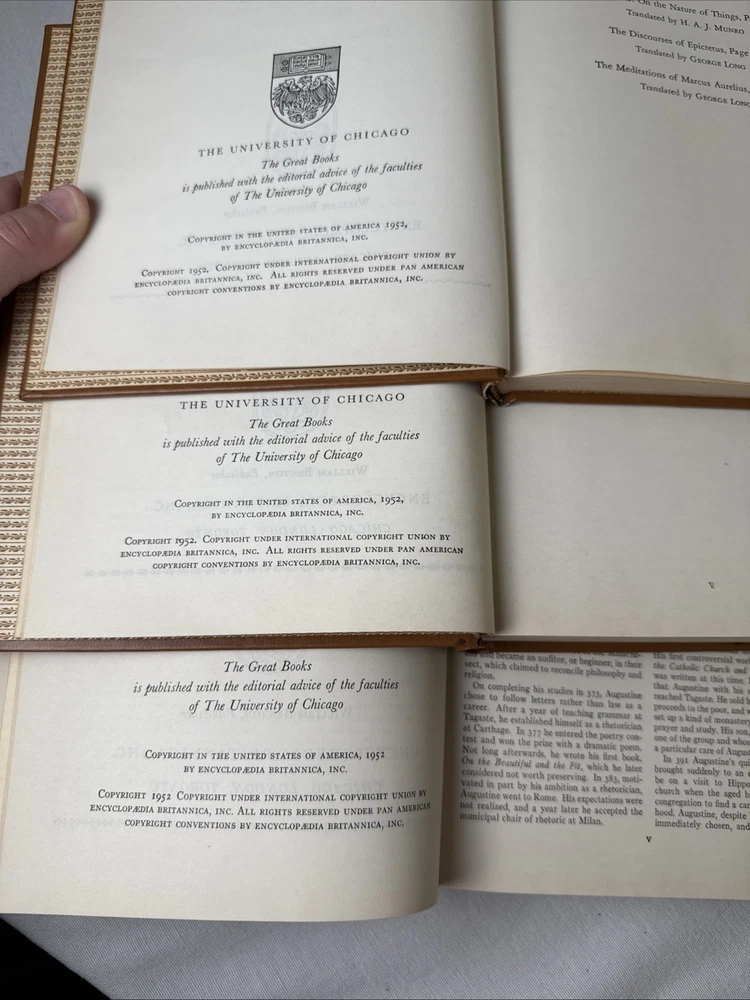 THE UNIVERSITY OF CHICAGO
The Great Books
is published with the editorial advice of the faculties
of The University of Chicago
Copyright in the united states of america 1952,
by encyclopædia britannica, inc.
Copyright 1952. Copyright under international copyright union by
encyclopædia britannica, inc. All rights reserved under pan american
copyright conventions by encyclopædia britannica, inc.
On the Nature of Things, P
Translated by H. A. J. Munro
The Discourses of Epictetus, Page
Translated by George Long
The Meditations of Marcus Aurelius,
Translated by George Long
THE UNIVERSITY OF CHICAGO
The Great Books
is published with the editorial advice of the faculties
of The University of Chicago
Copyright in the united states of america, 1952,
by encyclopædia britannica, inc.
Copyright 1952. Copyright under international copyright union by
encyclopædia britannica, inc. All rights reserved under pan american
copyright conventions by encyclopædia britannica, inc.
v
The Great Books
is published with the editorial advice of the faculties
of The University of Chicago
Copyright in the united states of america, 1952
by encyclopædia britannica, inc.
Copyright 1952 Copyright under international copyright union by
encyclopædia britannica, inc. All rights reserved under pan american
copyright conventions by encyclopædia britannica, inc.
and became an auditor, or beginner, in their
sect, which claimed to reconcile philosophy and
religion.
On completing his studies in 373, Augustine
chose to follow letters rather than law as a
career. After a year of teaching grammar at
Tagaste, he established himself as a rhetorician
at Carthage. In 377 he entered the poetry con-
test and won the prize with a dramatic poem.
Not long afterwards, he wrote his first book,
On the Beautiful and the Fit, which he later
considered not worth preserving. In 383, moti-
vated in part by his ambition as a rhetorician,
Augustine went to Rome. His expectations were
not realized, and a year later he accepted the
municipal chair of rhetoric at Milan.
His first controversial wor
the Catholic Church and
was written at this time.
that Augustine with his
reached Tagaste. He sold h
proceeds to the poor, and w
set up a kind of monastery
prayer and study. His son,
one of the group and whos
a particular care of August
In 391 Augustine's qui
brought suddenly to an e
be on a visit to Hippo
church when the aged b
congregation to find a can
hood. Augustine, despite
immediately chosen, and
v